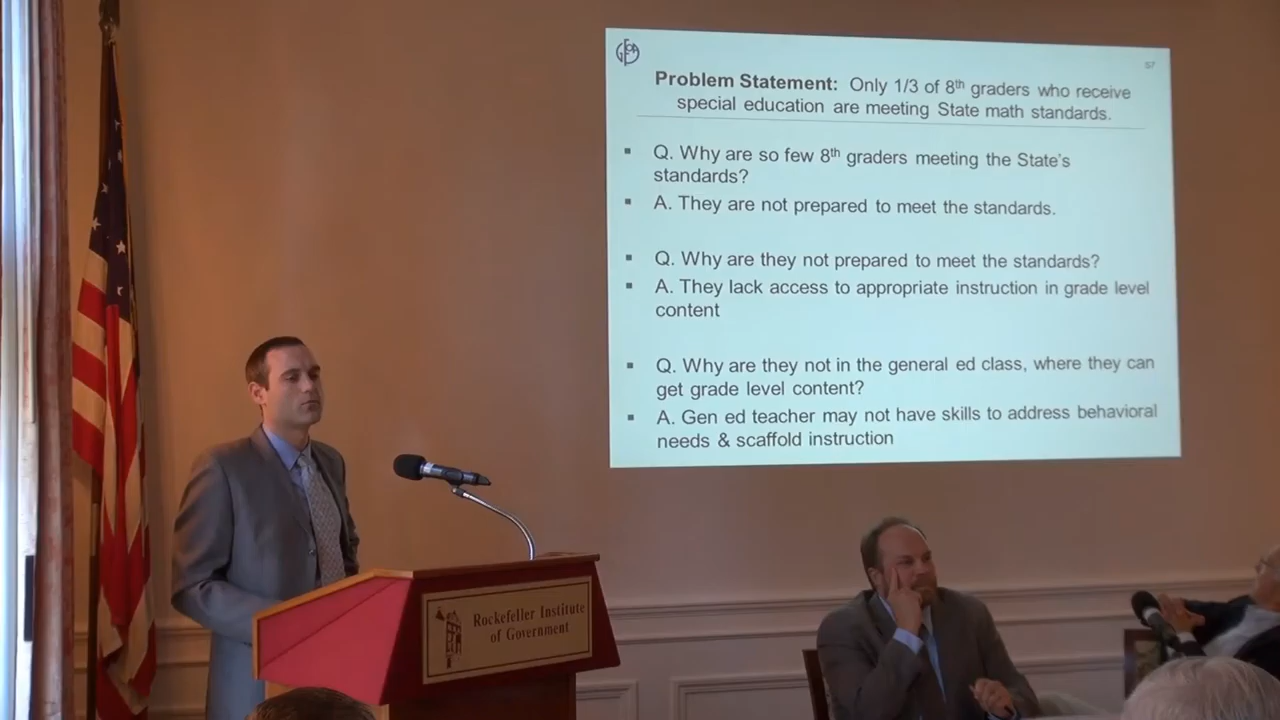 GFOA
57
Problem Statement: Only 1/3 of 8th graders who receive
special education are meeting State math standards.
▪ Q. Why are so few 8th graders meeting the State's
standards?
▪ A. They are not prepared to meet the standards.
▪ Q. Why are they not prepared to meet the standards?
▪ A. They lack access to appropriate instruction in grade level
content
▪ Q. Why are they not in the general ed class, where they can
get grade level content?
▪ A. Gen ed teacher may not have skills to address behavioral
needs & scaffold instruction
Rockefeller Institute
of Government